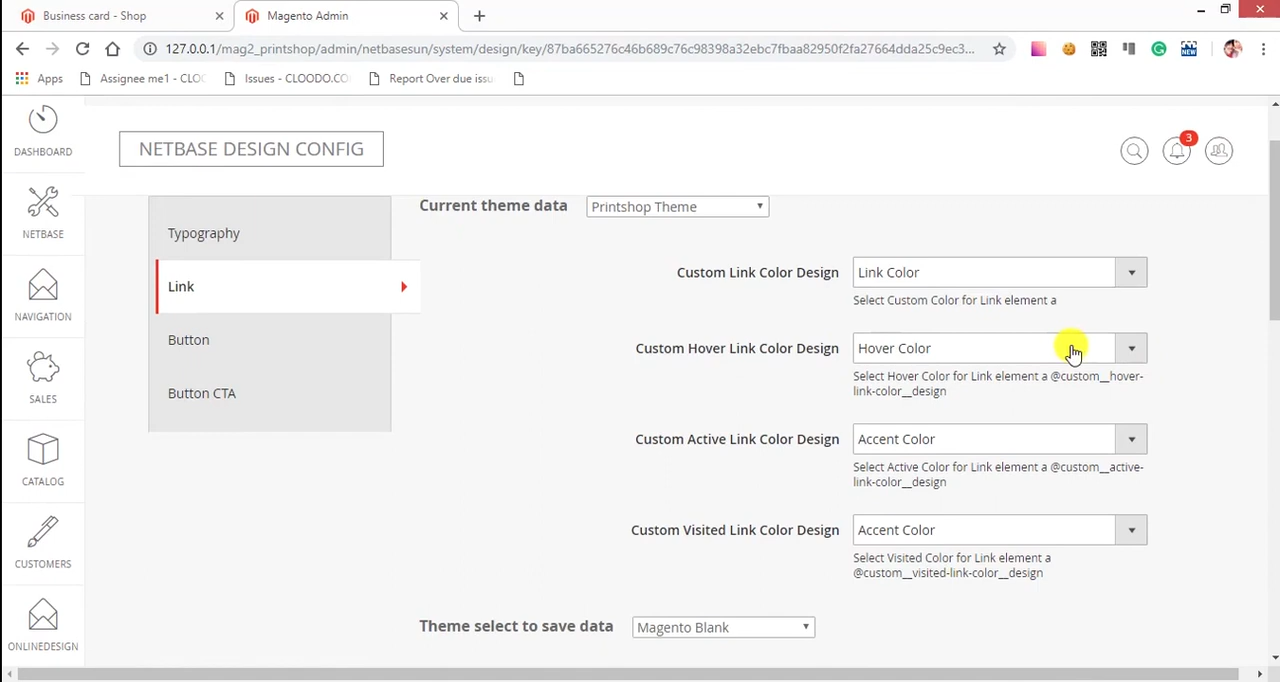 Business card - Shop
Magento Admin
127.0.0.1/mag2_printshop/admin/netbasesun/system/design/key/87ba665276c46b689c76c98398a32ebc7fbaa82950f2fa27664dda25c9ec3...
NEW
Apps
Assignee me1 - CLOO
Issues - CLOODO.CO
Report Over due issu
DASHBOARD
NETBASE
NAVIGATION
SALES
CATALOG
CUSTOMERS
ONLINEDESIGN
NETBASE DESIGN CONFIG
3
Typography
Link
Button
Button CTA
Current theme data
Printshop Theme
Custom Link Color Design
Link Color
Select Custom Color for Link element a
Custom Hover Link Color Design
Hover Color
Select Hover Color for Link element a @custom__hover-
link-color__design
Custom Active Link Color Design
Accent Color
Select Active Color for Link element a @custom__active-
link-color__design
Custom Visited Link Color Design
Accent Color
Select Visited Color for Link element a
@custom__visited-link-color__design
Theme select to save data
Magento Blank